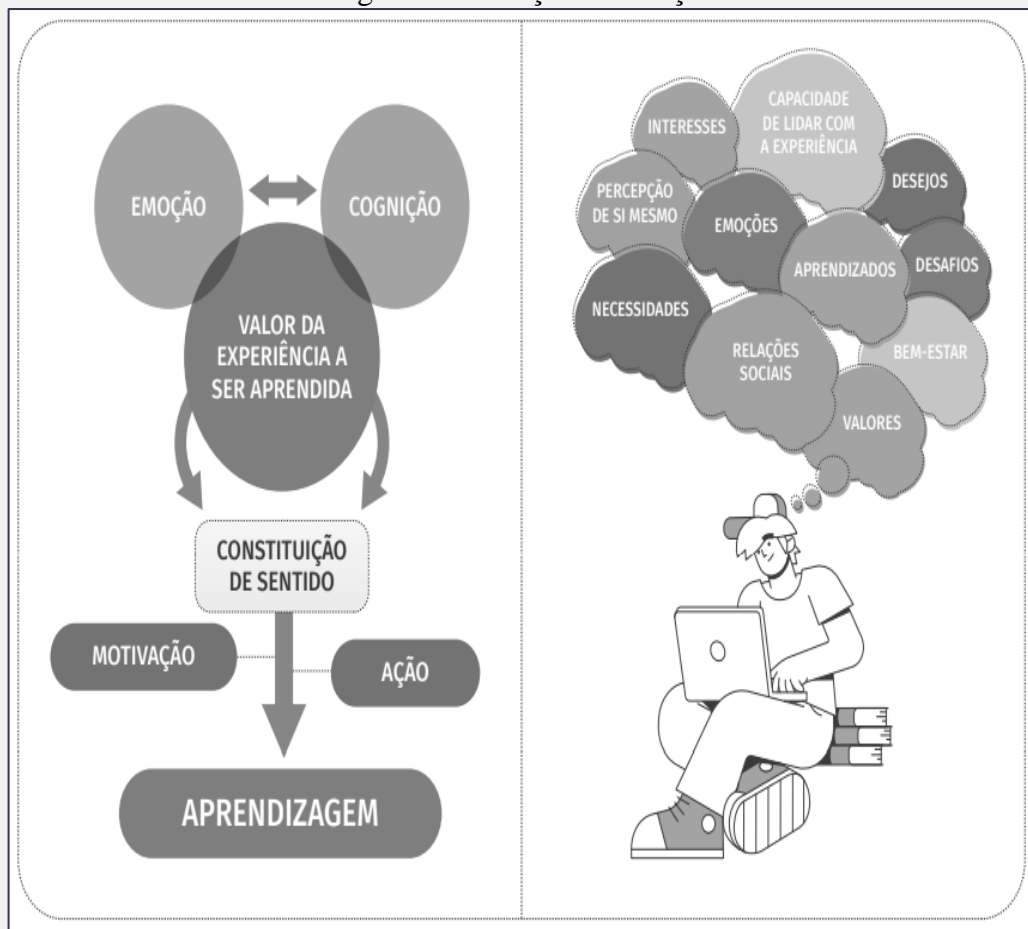 EMOÇÃO
COGNIÇÃO
VALOR DA
EXPERIÊNCIA A
SER APRENDIDA
CONSTITUIÇÃO
DE SENTIDO
MOTIVAÇÃO
AÇÃO
APRENDIZAGEM
INTERESSES
CAPACIDADE
DE LIDAR COM
A EXPERIÊNCIA
DESEJOS
PERCEPÇÃO
DE SI MESMO
EMOÇÕES
APRENDIZADOS
DESAFIOS
NECESSIDADES
RELAÇÕES
SOCIAIS
BEM-ESTAR
VALORES